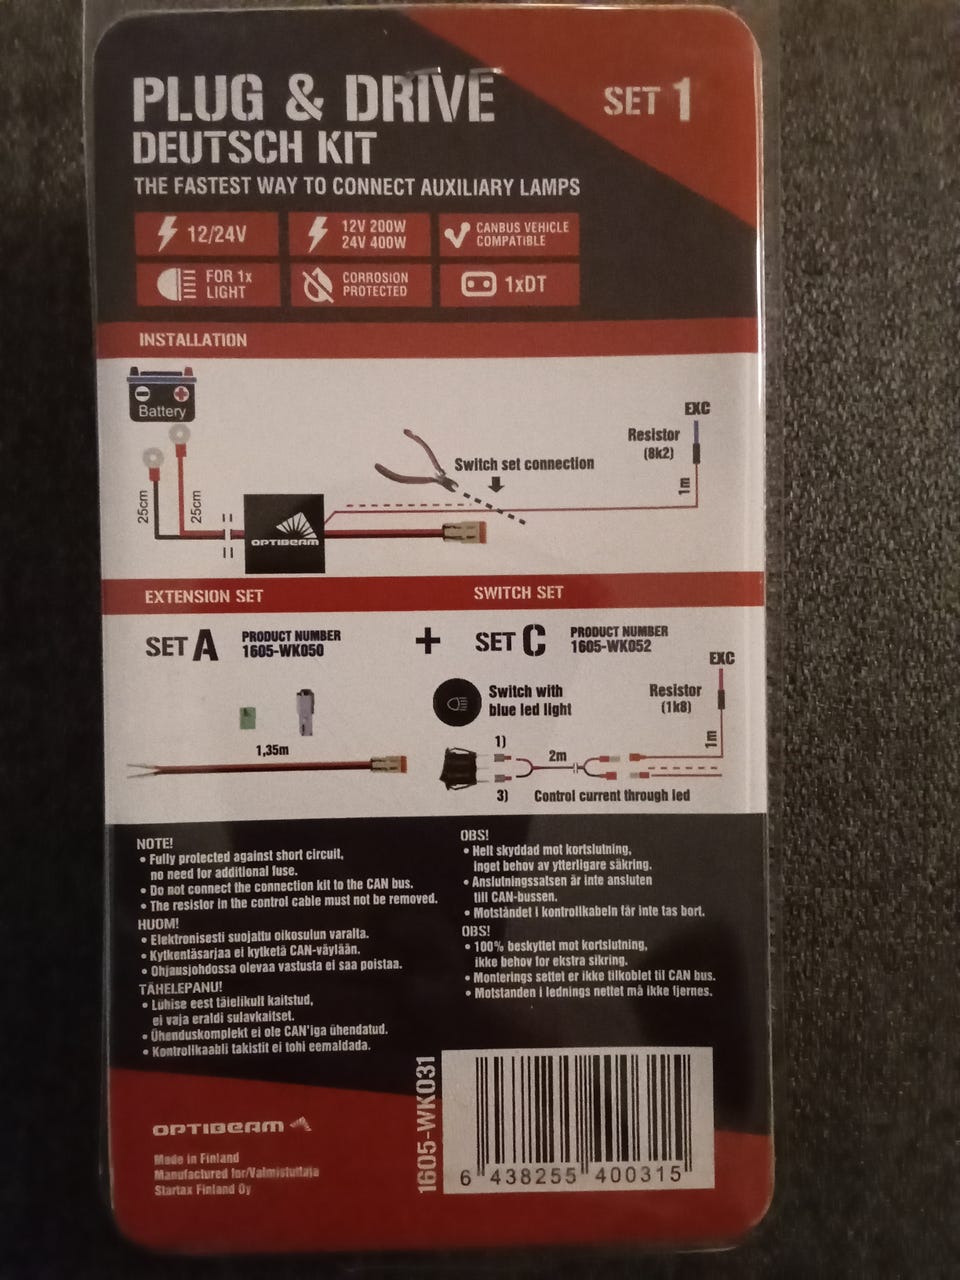 PLUG & DRIVE
SET 1
DEUTSCH KIT
THE FASTEST WAY TO CONNECT AUXILIARY LAMPS
12/24V
12V 200W
24V 400W
CANBUS VEHICLE
COMPATIBLE
FOR 1x
LIGHT
CORROSION
PROTECTED
1xDT
INSTALLATION
Battery
25cm
25cm
OPTIBEAM
Switch set connection
EXC
Resistor
(8k2)
1m
EXTENSION SET
SWITCH SET
SET A
PRODUCT NUMBER
1605-WK050
+
SET C
PRODUCT NUMBER
1605-WK052
1,35m
Switch with
blue led light
EXC
Resistor
(1k8)
1m
1)
2m
3)
Control current through led
NOTE!
• Fully protected against short circuit,
no need for additional fuse.
• Do not connect the connection kit to the CAN bus.
• The resistor in the control cable must not be removed.
HUOM!
• Elektronisesti suojattu oikosulun varalta.
• Kytkentäsarjaa ei kytketä CAN-väylään.
• Ohjausjohdossa olevaa vastusta ei saa poistaa.
TÄHELEPANU!
• Lühise eest täielikult kaitstud,
ei vaja eraldi sulavkaitset.
• Ühenduskomplekt ei ole CAN'iga ühendatud.
• Kontrollkaabli takistit ei tohi eemaldada.
OBS!
• Helt skyddad mot kortslutning,
inget behov av ytterligare säkring.
• Anslutningssatsen är inte ansluten
till CAN-bussen.
• Motståndet i kontrollkabeln får inte tas bort.
OBS!
• 100% beskyttet mot kortslutning,
ikke behov for ekstra sikring.
• Monterings settet er ikke tilkoblet til CAN bus.
• Motstanden i lednings nettet må ikke fjernes.
OPTIBEAM
Made in Finland
Manufactured for/Valmistuttaja
Startax Finland Oy
1605-WK031
6 438255 400315